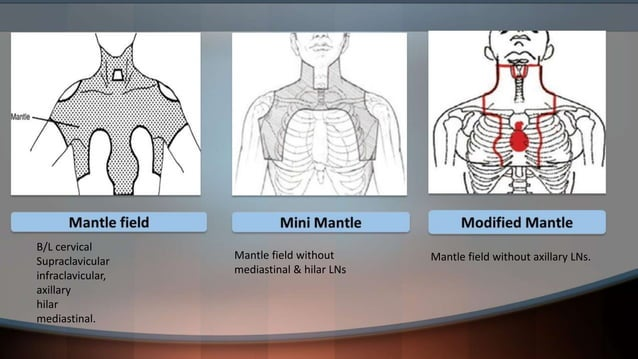 Mantle
Mantle field
Mini Mantle
Modified Mantle
B/L cervical
Supraclavicular
infraclavicular,
axillary
hilar
mediastinal.
Mantle field without
mediastinal & hilar LNs
Mantle field without axillary LNs.